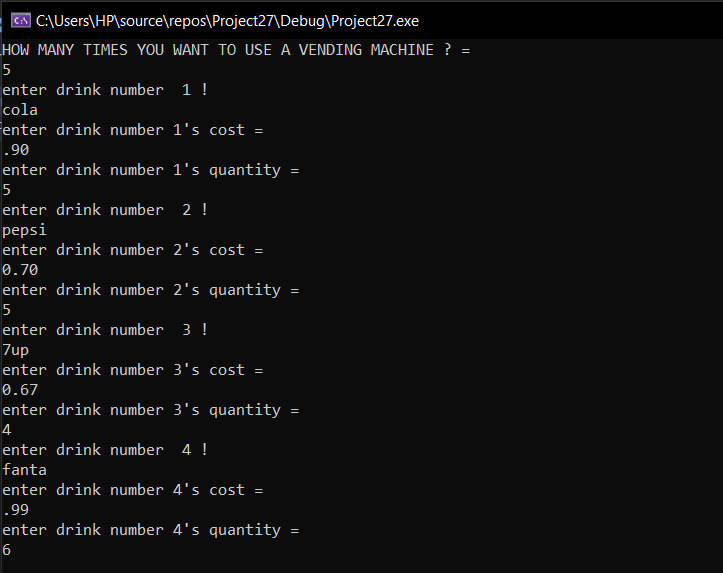 C:\Users\HP\source\repos\Project27\Debug\Project27.exe
HOW MANY TIMES YOU WANT TO USE A VENDING MACHINE ? =
5
enter drink number  1 !
cola
enter drink number 1's cost =
.90
enter drink number 1's quantity =
5
enter drink number  2 !
pepsi
enter drink number 2's cost =
0.70
enter drink number 2's quantity =
5
enter drink number  3 !
7up
enter drink number 3's cost =
0.67
enter drink number 3's quantity =
4
enter drink number  4 !
fanta
enter drink number 4's cost =
.99
enter drink number 4's quantity =
6